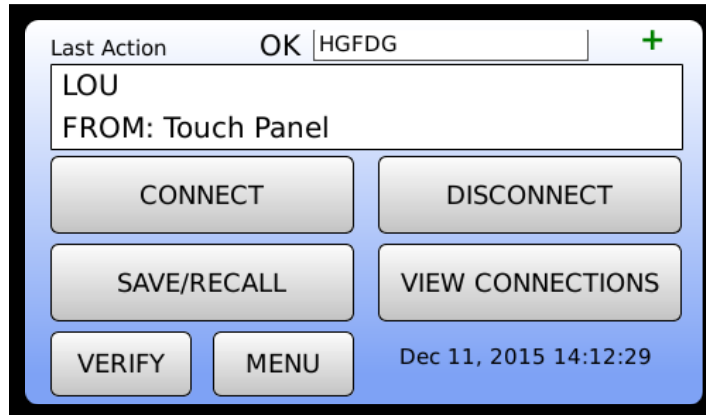 Last Action OK HGFDG +
LOU
FROM: Touch Panel
CONNECT DISCONNECT
SAVE/RECALL VIEW CONNECTIONS
VERIFY MENU Dec 11, 2015 14:12:29